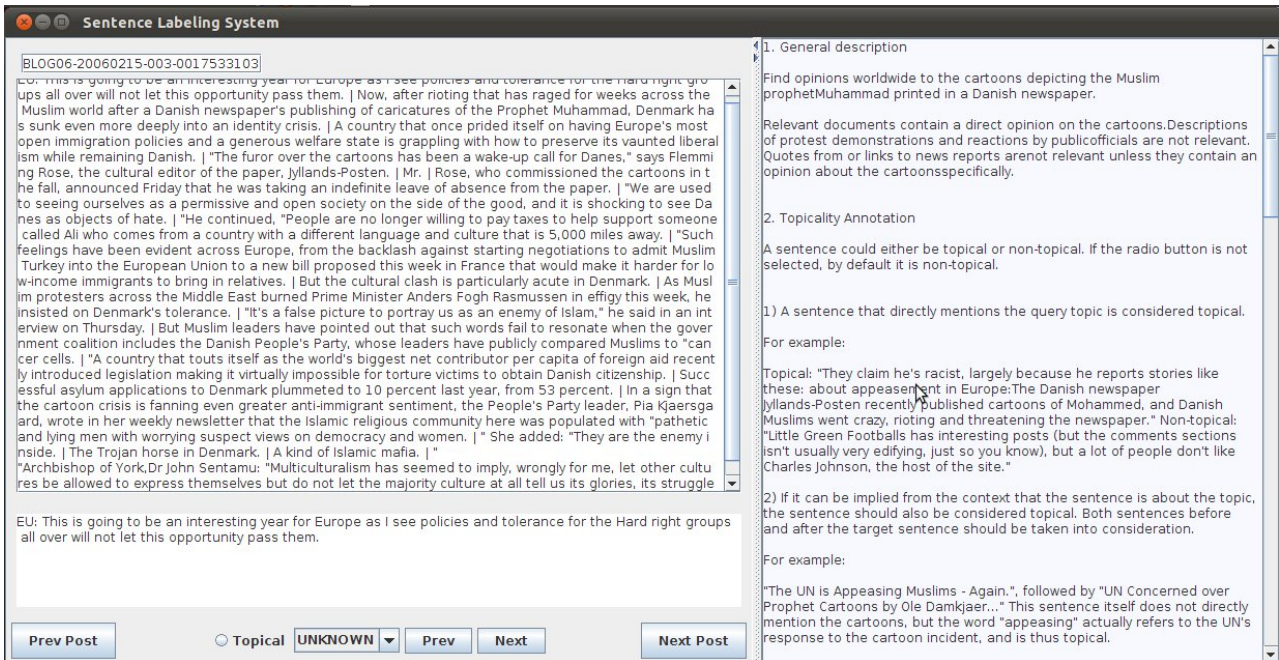 Sentence Labeling System
BLOG06-20060215-003-0017533103
EU: This is going to be an interesting year for Europe as I see policies and tolerance for the Hard right gro
ups all over will not let this opportunity pass them. | Now, after rioting that has raged for weeks across the
Muslim world after a Danish newspaper's publishing of caricatures of the Prophet Muhammad, Denmark ha
s sunk even more deeply into an identity crisis. | A country that once prided itself on having Europe's most
open immigration policies and a generous welfare state is grappling with how to preserve its vaunted liberal
ism while remaining Danish. | "The furor over the cartoons has been a wake-up call for Danes," says Flemmi
ng Rose, the cultural editor of the paper, Jyllands-Posten. | Mr. | Rose, who commissioned the cartoons in t
he fall, announced Friday that he was taking an indefinite leave of absence from the paper. | "We are used
to seeing ourselves as a permissive and open society on the side of the good, and it is shocking to see Da
nes as objects of hate. | "He continued, "People are no longer willing to pay taxes to help support someone
called Ali who comes from a country with a different language and culture that is 5,000 miles away. | "Such
feelings have been evident across Europe, from the backlash against starting negotiations to admit Muslim
Turkey into the European Union to a new bill proposed this week in France that would make it harder for lo
w-income immigrants to bring in relatives. | But the cultural clash is particularly acute in Denmark. | As Musl
im protesters across the Middle East burned Prime Minister Anders Fogh Rasmussen in effigy this week, he
insisted on Denmark's tolerance. | "It's a false picture to portray us as an enemy of Islam," he said in an int
erview on Thursday. | But Muslim leaders have pointed out that such words fail to resonate when the gover
nment coalition includes the Danish People's Party, whose leaders have publicly compared Muslims to "can
cer cells. | "A country that touts itself as the world's biggest net contributor per capita of foreign aid recent
ly introduced legislation making it virtually impossible for torture victims to obtain Danish citizenship. | Succ
essful asylum applications to Denmark plummeted to 10 percent last year, from 53 percent. | In a sign that
the cartoon crisis is fanning even greater anti-immigrant sentiment, the People's Party leader, Pia Kjaersga
ard, wrote in her weekly newsletter that the Islamic religious community here was populated with "pathetic
and lying men with worrying suspect views on democracy and women. | " She added: "They are the enemy i
nside. | The Trojan horse in Denmark. | A kind of Islamic mafia. | "
"Archbishop of York,Dr John Sentamu: "Multiculturalism has seemed to imply, wrongly for me, let other cultu
res be allowed to express themselves but do not let the majority culture at all tell us its glories, its struggle
EU: This is going to be an interesting year for Europe as I see policies and tolerance for the Hard right groups
all over will not let this opportunity pass them.
Prev Post
Topical
UNKNOWN
Prev
Next
Next Post
1. General description
Find opinions worldwide to the cartoons depicting the Muslim
prophetMuhammad printed in a Danish newspaper.
Relevant documents contain a direct opinion on the cartoons.Descriptions
of protest demonstrations and reactions by publicofficials are not relevant.
Quotes from or links to news reports arenot relevant unless they contain an
opinion about the cartoonsspecifically.
2. Topicality Annotation
A sentence could either be topical or non-topical. If the radio button is not
selected, by default it is non-topical.
1) A sentence that directly mentions the query topic is considered topical.
For example:
Topical: "They claim he's racist, largely because he reports stories like
these: about appeasement in Europe:The Danish newspaper
Jyllands-Posten recently published cartoons of Mohammed, and Danish
Muslims went crazy, rioting and threatening the newspaper." Non-topical:
"Little Green Footballs has interesting posts (but the comments sections
isn't usually very edifying, just so you know), but a lot of people don't like
Charles Johnson, the host of the site."
2) If it can be implied from the context that the sentence is about the topic,
the sentence should also be considered topical. Both sentences before
and after the target sentence should be taken into consideration.
For example:
"The UN is Appeasing Muslims - Again.", followed by "UN Concerned over
Prophet Cartoons by Ole Damkjaer..." This sentence itself does not directly
mention the cartoons, but the word "appeasing" actually refers to the UN's
response to the cartoon incident, and is thus topical.